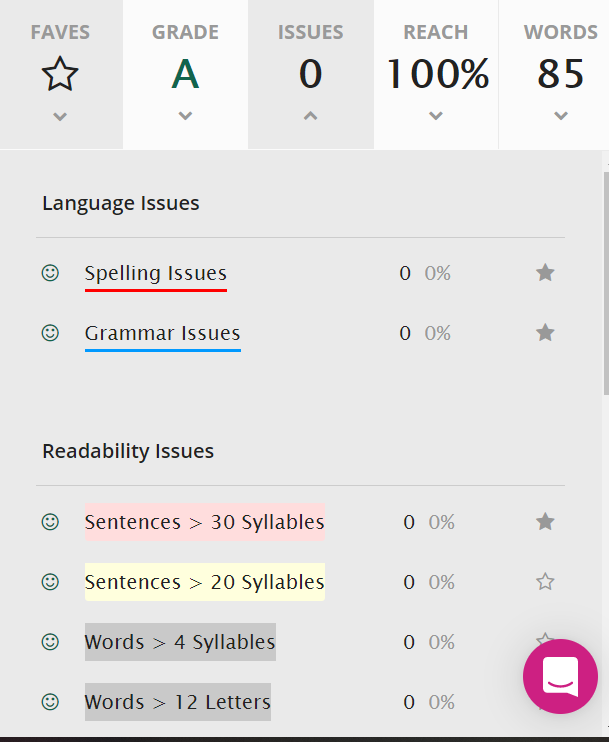 FAVES GRADE ISSUES REACH WORDS
A 0 100% 85
Language Issues
Spelling Issues 0 0%
Grammar Issues 0 0%
Readability Issues
Sentences > 30 Syllables 0 0%
Sentences > 20 Syllables 0 0%
Words > 4 Syllables 0 0%
Words > 12 Letters 0 0%